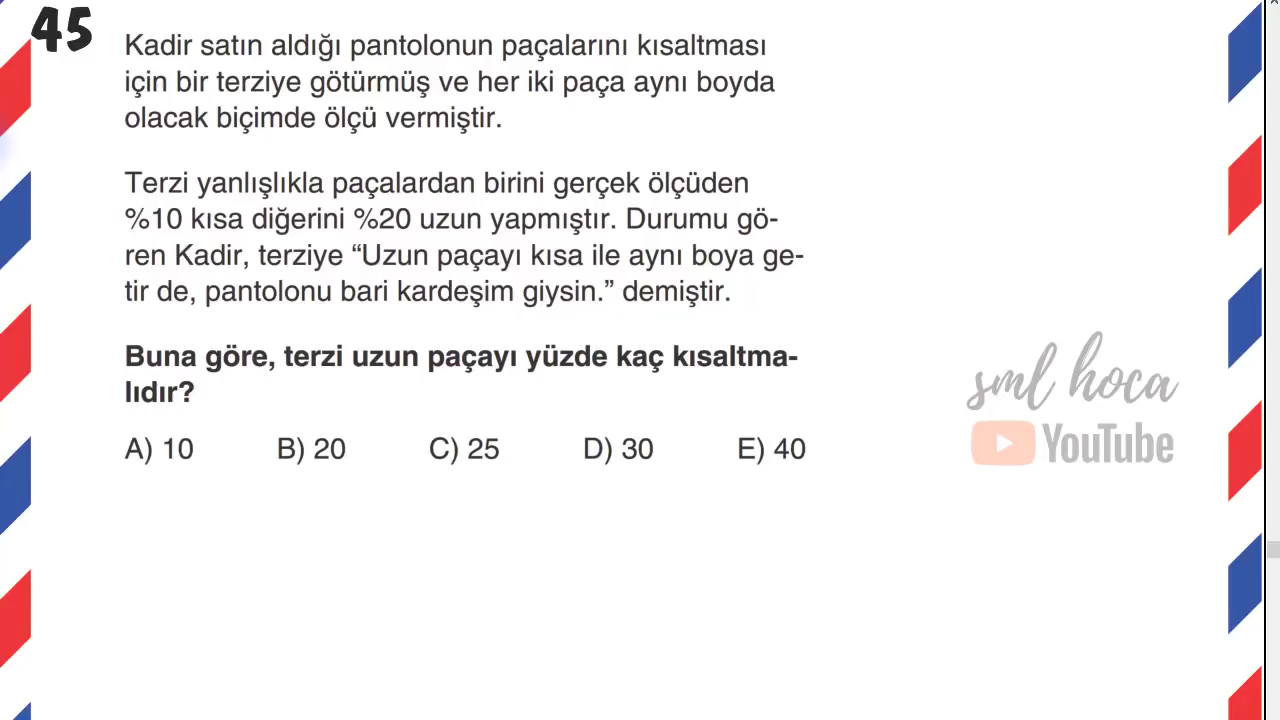 45
Kadir satın aldığı pantolonun paçalarını kısaltması
için bir terziye götürmüş ve her iki paça aynı boyda
olacak biçimde ölçü vermiştir.
Terzi yanlışlıkla paçalardan birini gerçek ölçüden
%10 kısa diğerini %20 uzun yapmıştır. Durumu gö-
ren Kadir, terziye “Uzun paçayı kısa ile aynı boya ge-
tir de, pantolonu bari kardeşim giysin.” demiştir.
Buna göre, terzi uzun paçayı yüzde kaç kısaltma-
lıdır?
A) 10 B) 20 C) 25 D) 30 E) 40
sml hoca
YouTube